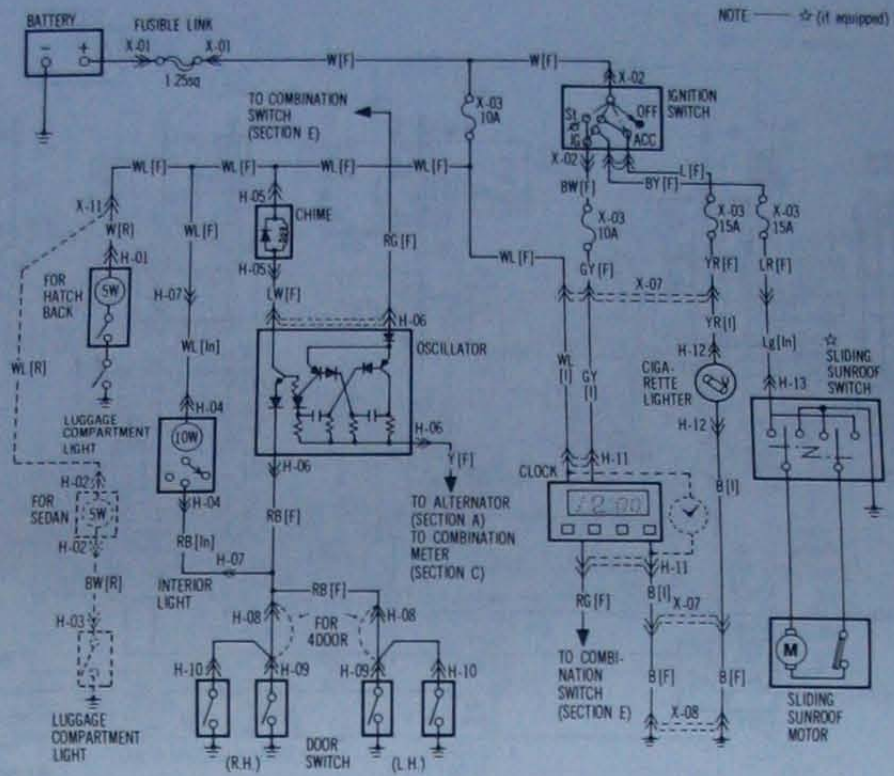 NOTE — ☆ (if equipped)
BATTERY
FUSIBLE LINK
- +
X-01 X-01
1.25sq
W[F] W[F]
X-02
IGNITION
SWITCH
St OFF
IG ACC
X-02
X-03
10A
TO COMBINATION
SWITCH
(SECTION E)
WL[F] WL[F] WL[F] WL[F]
BW[F] BY[F] L[F]
X-03
10A
X-03
15A
X-03
15A
X-11
H-05
CHIME
H-05
W[R]
WL[F]
RG[F]
WL[F]
GY[F]
YR[F]
LR[F]
H-01
FOR
HATCH
BACK
5W
H-07
LW[F]
X-07
H-06
OSCILLATOR
WL[R]
WL[In]
WL
[I]
GY
[I]
YR[I]
Lg[In]
H-12
CIGA-
RETTE
LIGHTER
H-12
☆
SLIDING
SUNROOF
SWITCH
H-13
LUGGAGE
COMPARTMENT
LIGHT
H-04
10W
H-04
H-06
Y[F]
H-06
H-11
CLOCK
12:00
B[I]
N
FOR
SEDAN
H-02
5W
H-02
TO ALTERNATOR
(SECTION A)
TO COMBINATION
METER
(SECTION C)
RB[F]
RB[In]
H-07
INTERIOR
LIGHT
RB[F]
H-11
RG[F]
B[I]
X-07
BW[R]
H-03
H-08
FOR
4DOOR
H-08
H-10 H-09 H-09 H-10
TO COMBI-
NATION
SWITCH
(SECTION E)
B[F] B[F]
X-08
M
SLIDING
SUNROOF
MOTOR
LUGGAGE
COMPARTMENT
LIGHT
(R.H.)
DOOR
SWITCH
(L.H.)